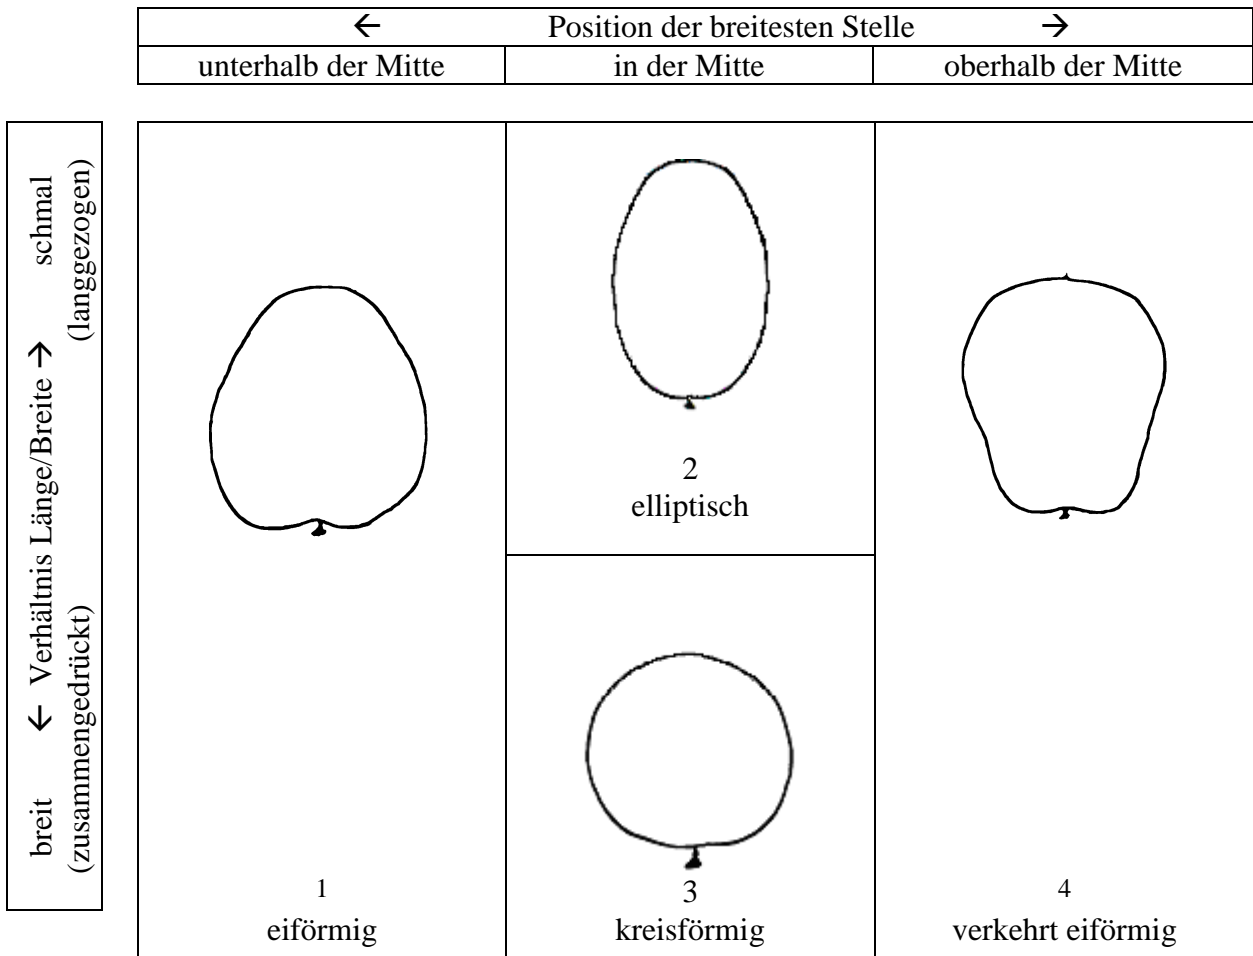 ← Position der breitesten Stelle →
unterhalb der Mitte in der Mitte oberhalb der Mitte
breit ← Verhältnis Länge/Breite → schmal
(zusammengedrückt) (langgezogen)
2
elliptisch
1 3 4
eiförmig kreisförmig verkehrt eiförmig